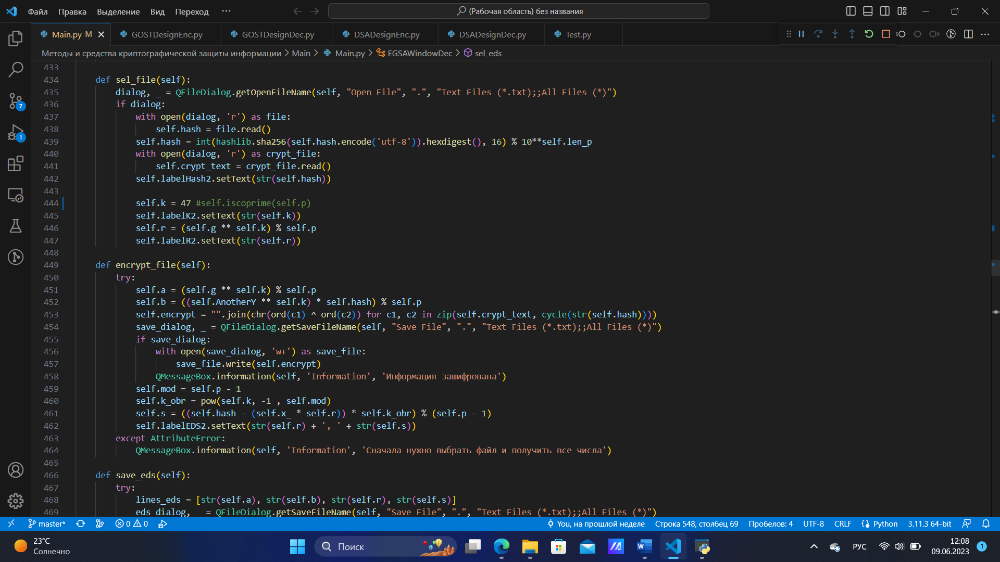 Файл Правка Выделение Вид Переход ··· (Рабочая область) без названия
Main.py M GOSTDesignEnc.py GOSTDesignDec.py DSADesignEnc.py DSADesignDec.py Test.py
Методы и средства криптографической защиты информации > Main > Main.py > EGSAWindowDec > sel_eds
433
434 def sel_file(self):
435 dialog, _ = QFileDialog.getOpenFileName(self, "Open File", ".", "Text Files (*.txt);;All Files (*)")
436 if dialog:
437 with open(dialog, 'r') as file:
438 self.hash = file.read()
439 self.hash = int(hashlib.sha256(self.hash.encode('utf-8')).hexdigest(), 16) % 10**self.len_p
440 with open(dialog, 'r') as crypt_file:
441 self.crypt_text = crypt_file.read()
442 self.labelHash2.setText(str(self.hash))
443
444 self.k = 47 #self.iscoprime(self.p)
445 self.labelK2.setText(str(self.k))
446 self.r = (self.g ** self.k) % self.p
447 self.labelR2.setText(str(self.r))
448
449 def encrypt_file(self):
450 try:
451 self.a = (self.g ** self.k) % self.p
452 self.b = ((self.AnotherY ** self.k) * self.hash) % self.p
453 self.encrypt = "".join(chr(ord(c1) ^ ord(c2)) for c1, c2 in zip(self.crypt_text, cycle(str(self.hash))))
454 save_dialog, _ = QFileDialog.getSaveFileName(self, "Save File", ".", "Text Files (*.txt);;All Files (*)")
455 if save_dialog:
456 with open(save_dialog, 'w+') as save_file:
457 save_file.write(self.encrypt)
458 QMessageBox.information(self, 'Information', 'Информация зашифрована')
459 self.mod = self.p - 1
460 self.k_obr = pow(self.k, -1 , self.mod)
461 self.s = ((self.hash - (self.x_ * self.r)) * self.k_obr) % (self.p - 1)
462 self.labelEDS2.setText(str(self.r) + ', ' + str(self.s))
463 except AttributeError:
464 QMessageBox.information(self, 'Information', 'Сначала нужно выбрать файл и получить все числа')
465
466 def save_eds(self):
467 try:
468 lines_eds = [str(self.a), str(self.b), str(self.r), str(self.s)]
469 eds_dialog, _ = QFileDialog.getSaveFileName(self, "Save File", ".", "Text Files (*.txt);;All Files (*)")
7
1
master* 0 0 You, на прошлой неделе Строка 548, столбец 69 Пробелов: 4 UTF-8 CRLF Python 3.11.3 64-bit
23°C
Солнечно
Поиск
РУС
12:08
09.06.2023
1